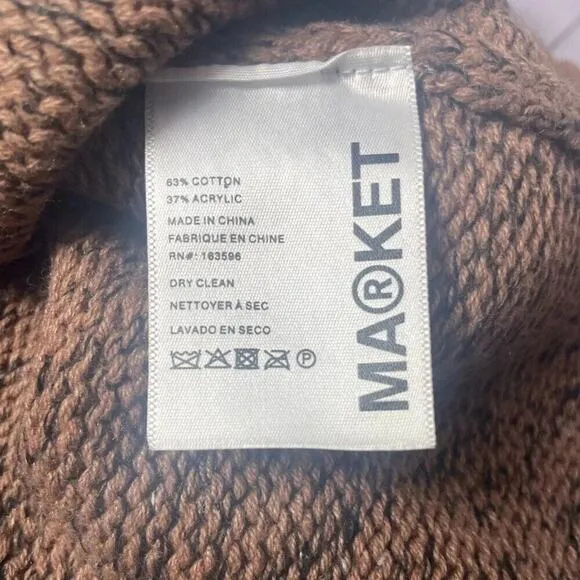 63% COTTON
37% ACRYLIC
MADE IN CHINA
FABRIQUE EN CHINE
RN#: 163596
DRY CLEAN
NETTOYER À SEC
LAVADO EN SECO
P
MA®KET